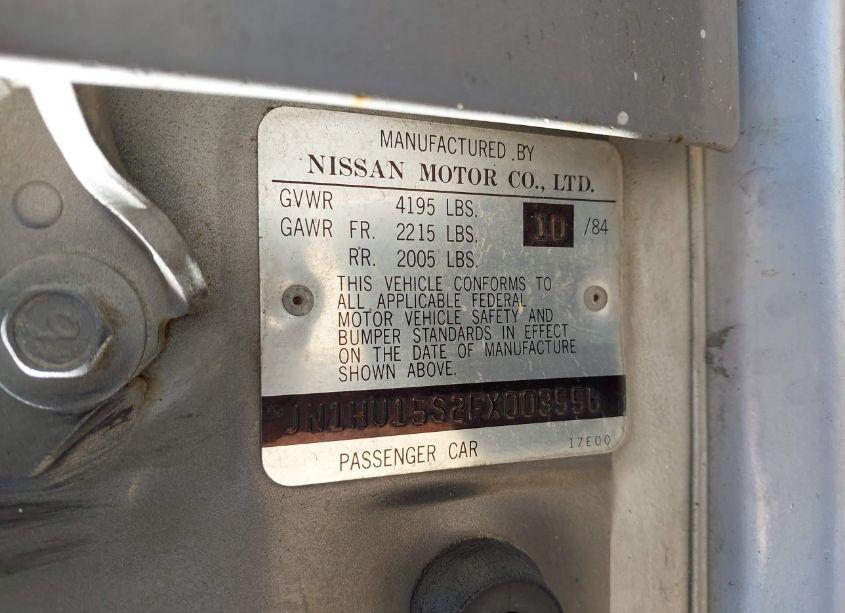 MANUFACTURED BY
NISSAN MOTOR CO., LTD.
GVWR 4195 LBS.
GAWR FR. 2215 LBS. 10 /84
RR. 2005 LBS.
THIS VEHICLE CONFORMS TO
ALL APPLICABLE FEDERAL
MOTOR VEHICLE SAFETY AND
BUMPER STANDARDS IN EFFECT
ON THE DATE OF MANUFACTURE
SHOWN ABOVE.
PASSENGER CAR 17E00